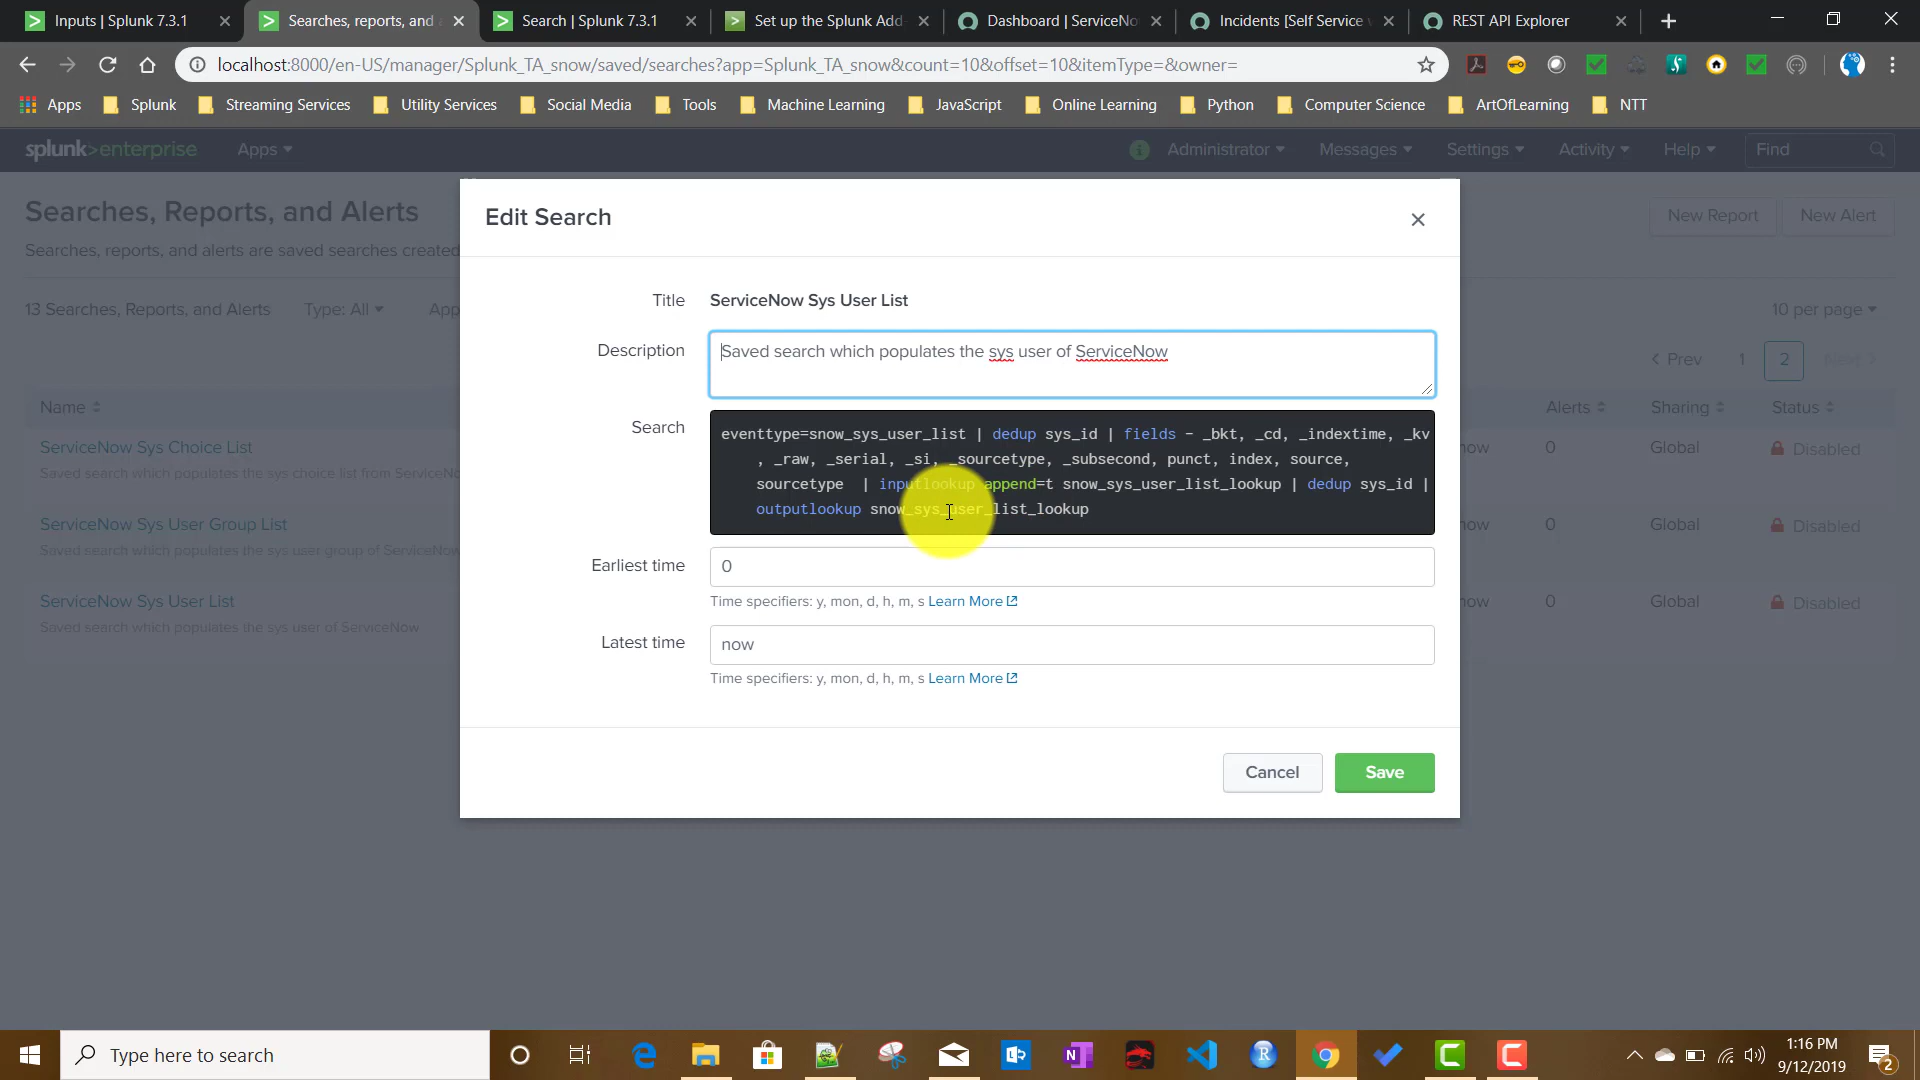 Inputs | Splunk 7.3.1
Searches, reports, and
Search | Splunk 7.3.1
Set up the Splunk Add-
Dashboard | ServiceNo
Incidents [Self Service
REST API Explorer
localhost:8000/en-US/manager/Splunk_TA_snow/saved/searches?app=Splunk_TA_snow&count=10&offset=10&itemType=&owner=
Apps Splunk Streaming Services Utility Services Social Media Tools Machine Learning JavaScript Online Learning Python Computer Science ArtOfLearning NTT
splunk>enterprise Apps Administrator Messages Settings Activity Help Find
Searches, Reports, and Alerts
New Report New Alert
Searches, reports, and alerts are saved searches created
13 Searches, Reports, and Alerts Type: All App 10 per page
< Prev 1 2 Next >
Name Alerts Sharing Status
ServiceNow Sys Choice List now 0 Global Disabled
Saved search which populates the sys choice list from ServiceNo
ServiceNow Sys User Group List now 0 Global Disabled
Saved search which populates the sys user group of ServiceNow
ServiceNow Sys User List now 0 Global Disabled
Saved search which populates the sys user of ServiceNow
Edit Search
Title ServiceNow Sys User List
Description Saved search which populates the sys user of ServiceNow
Search eventtype=snow_sys_user_list | dedup sys_id | fields - _bkt, _cd, _indextime, _kv
, _raw, _serial, _si, _sourcetype, _subsecond, punct, index, source,
sourcetype | inputlookup append=t snow_sys_user_list_lookup | dedup sys_id |
outputlookup snow_sys_user_list_lookup
Earliest time 0
Time specifiers: y, mon, d, h, m, s Learn More
Latest time now
Time specifiers: y, mon, d, h, m, s Learn More
Cancel Save
Type here to search
1:16 PM
9/12/2019
2